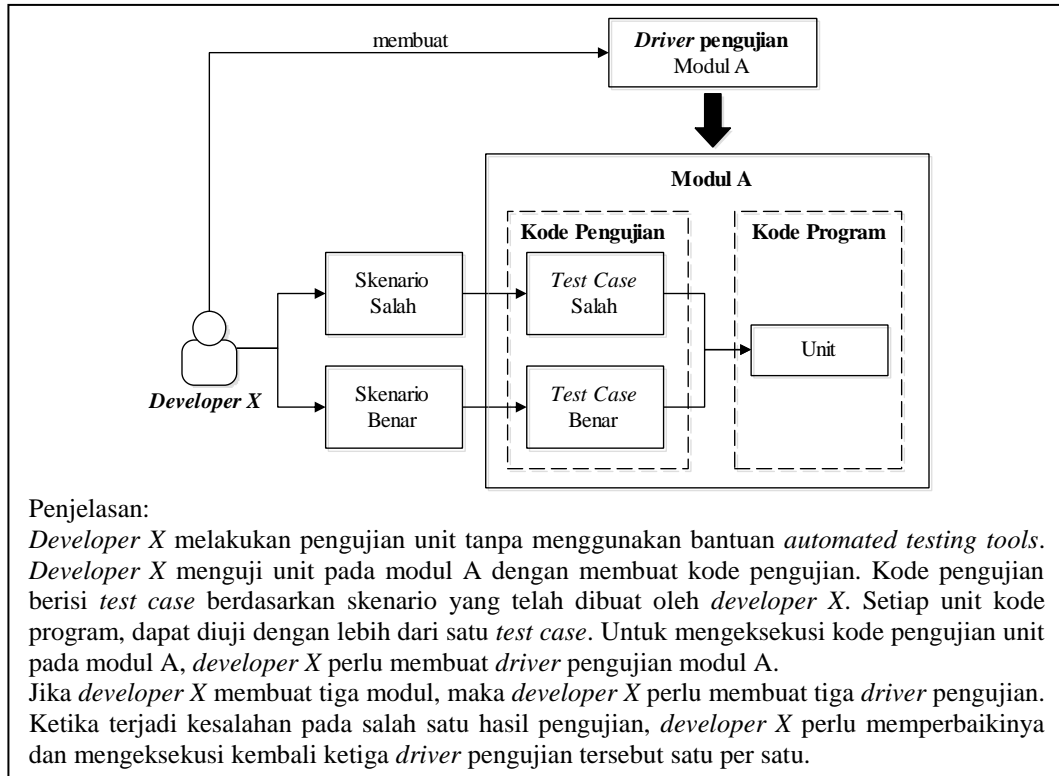 membuat
Driver pengujian
Modul A
Modul A
Kode Pengujian
Kode Program
Skenario
Salah
Test Case
Salah
Unit
Developer X
Skenario
Benar
Test Case
Benar
Penjelasan:
Developer X melakukan pengujian unit tanpa menggunakan bantuan automated testing tools.
Developer X menguji unit pada modul A dengan membuat kode pengujian. Kode pengujian
berisi test case berdasarkan skenario yang telah dibuat oleh developer X. Setiap unit kode
program, dapat diuji dengan lebih dari satu test case. Untuk mengeksekusi kode pengujian unit
pada modul A, developer X perlu membuat driver pengujian modul A.
Jika developer X membuat tiga modul, maka developer X perlu membuat tiga driver pengujian.
Ketika terjadi kesalahan pada salah satu hasil pengujian, developer X perlu memperbaikinya
dan mengeksekusi kembali ketiga driver pengujian tersebut satu per satu.